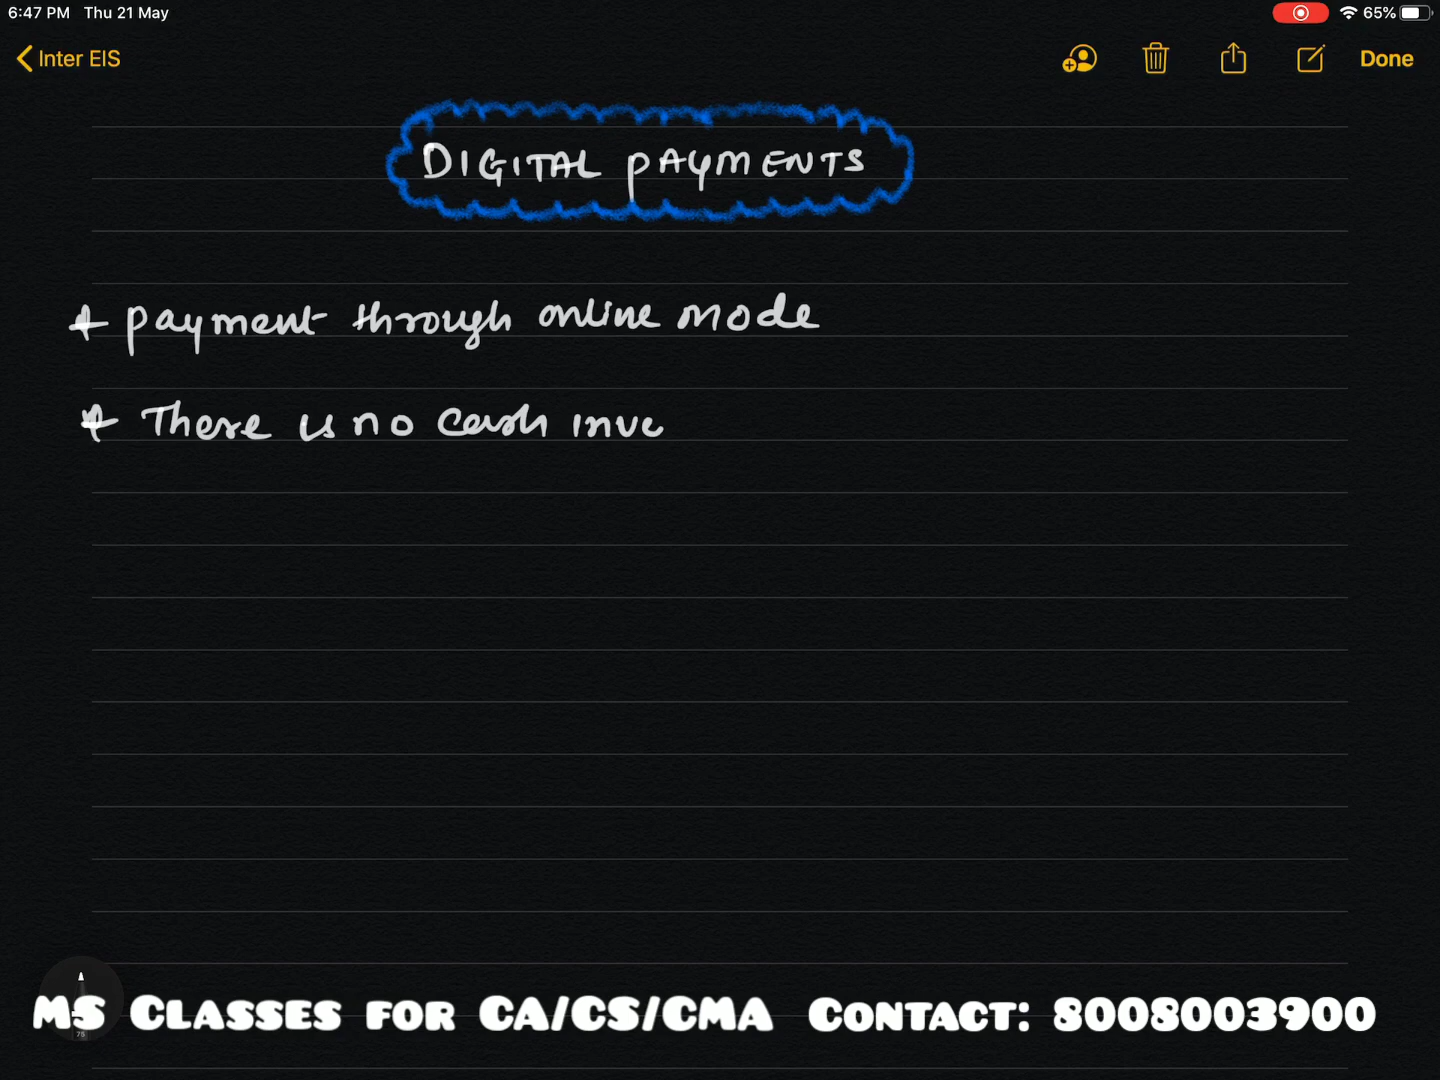 6:47 PM Thu 21 May 65%
Inter EIS Done
DIGITAL PAYMENTS
* payment through online mode
* There is no cash inve
MS CLASSES FOR CA/CS/CMA CONTACT: 8008003900
75